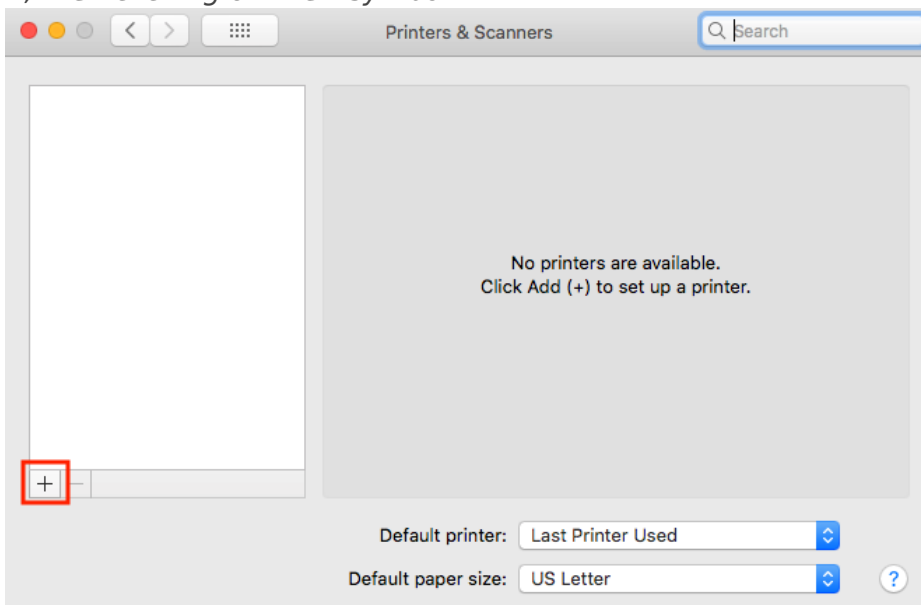 Printers & Scanners
Search
No printers are available.
Click Add (+) to set up a printer.
+ −
Default printer: Last Printer Used
Default paper size: US Letter
?